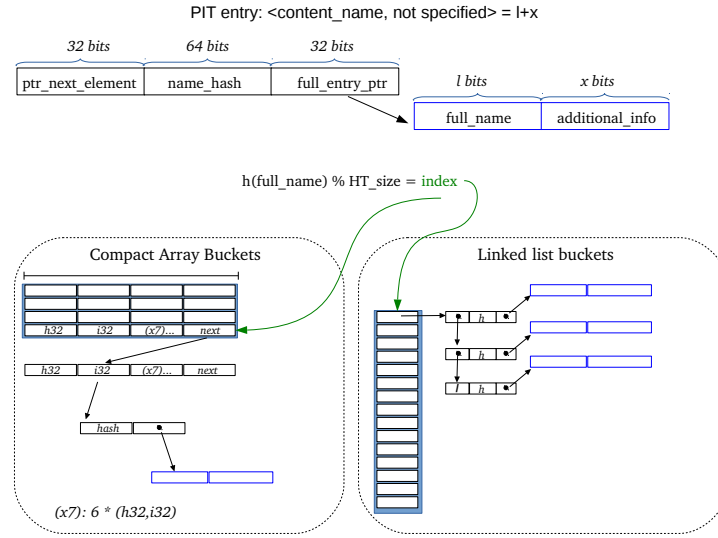 PIT entry: <content_name, not specified> = l+x
32 bits 64 bits 32 bits
ptr_next_element name_hash full_entry_ptr
l bits x bits
full_name additional_info
h(full_name) % HT_size = index
Compact Array Buckets
h32 i32 (x7)... next
h32 i32 (x7)... next
hash
(x7): 6 * (h32,i32)
Linked list buckets
h
h
l h